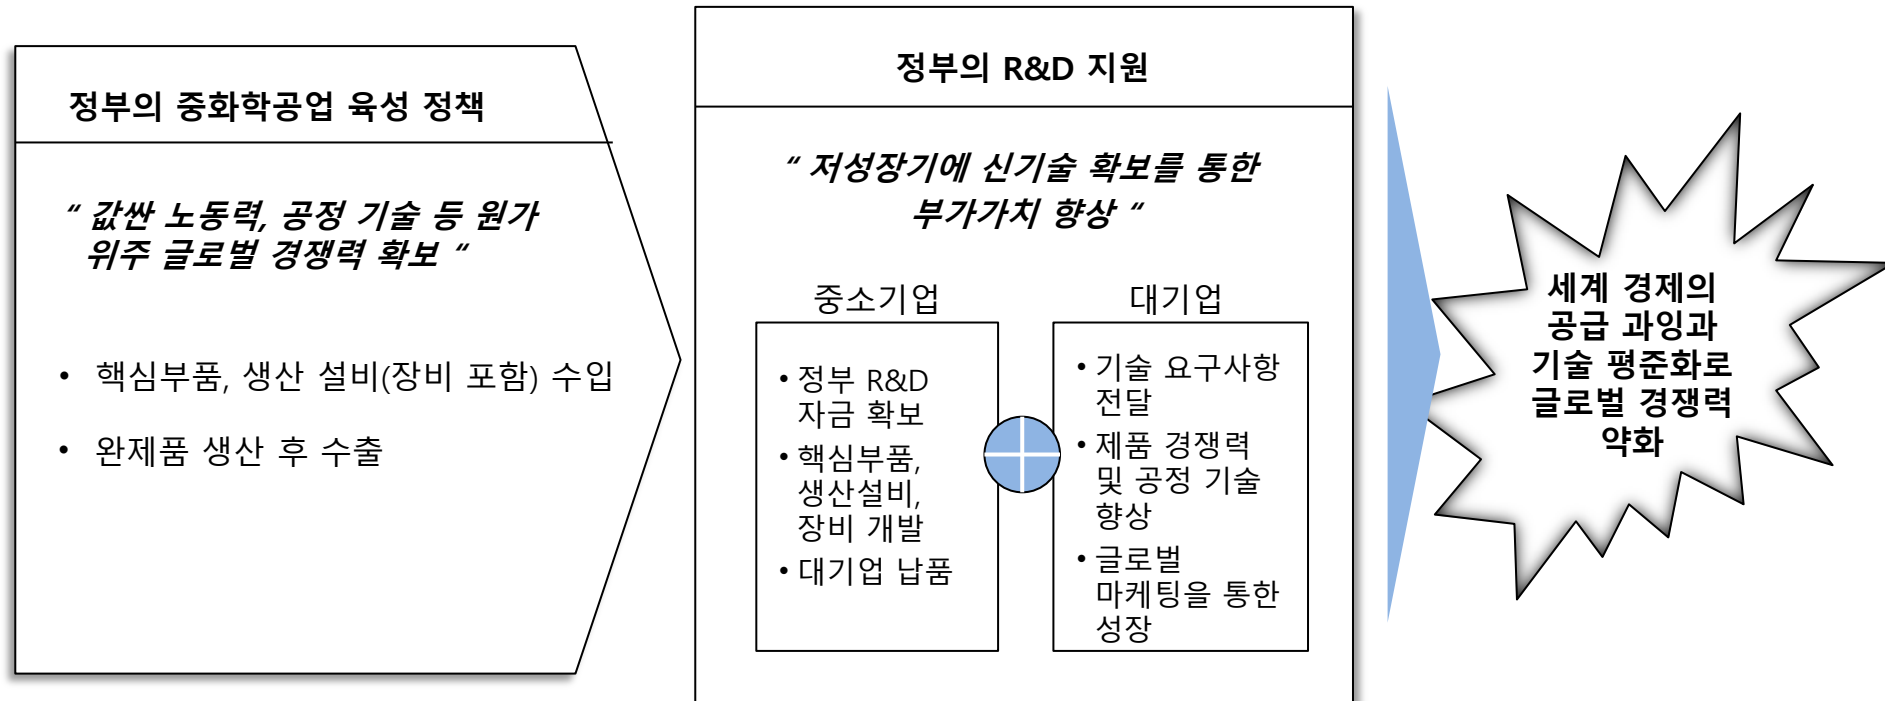 정부의 중화학공업 육성 정책
“ 값싼 노동력, 공정 기술 등 원가
위주 글로벌 경쟁력 확보 “
• 핵심부품, 생산 설비(장비 포함) 수입
• 완제품 생산 후 수출
정부의 R&D 지원
“ 저성장기에 신기술 확보를 통한
부가가치 향상 “
중소기업
• 정부 R&D
자금 확보
• 핵심부품,
생산설비,
장비 개발
• 대기업 납품
대기업
• 기술 요구사항
전달
• 제품 경쟁력
및 공정 기술
향상
• 글로벌
마케팅을 통한
성장
세계 경제의
공급 과잉과
기술 평준화로
글로벌 경쟁력
약화